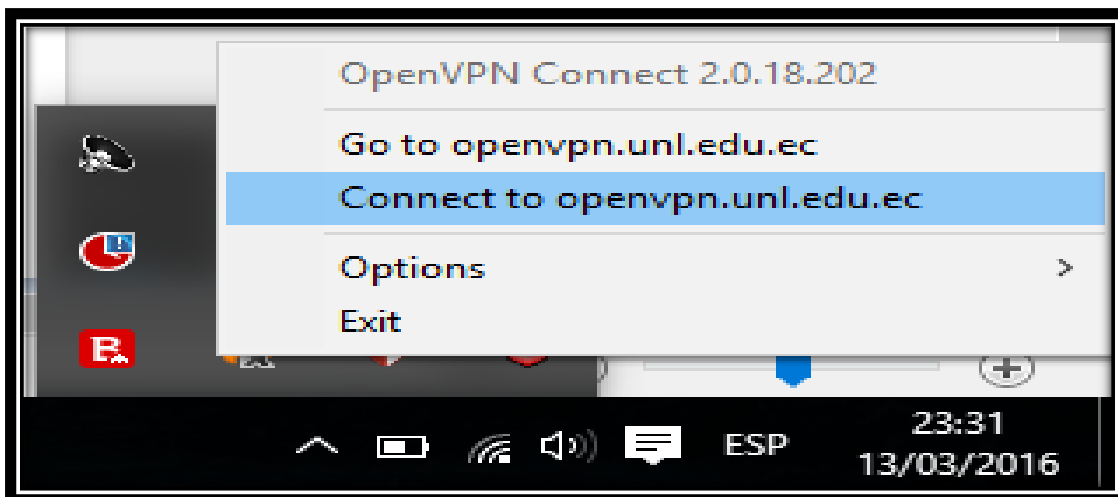 OpenVPN Connect 2.0.18.202
Go to openvpn.unl.edu.ec
Connect to openvpn.unl.edu.ec
Options
Exit
B
ESP
23:31
13/03/2016